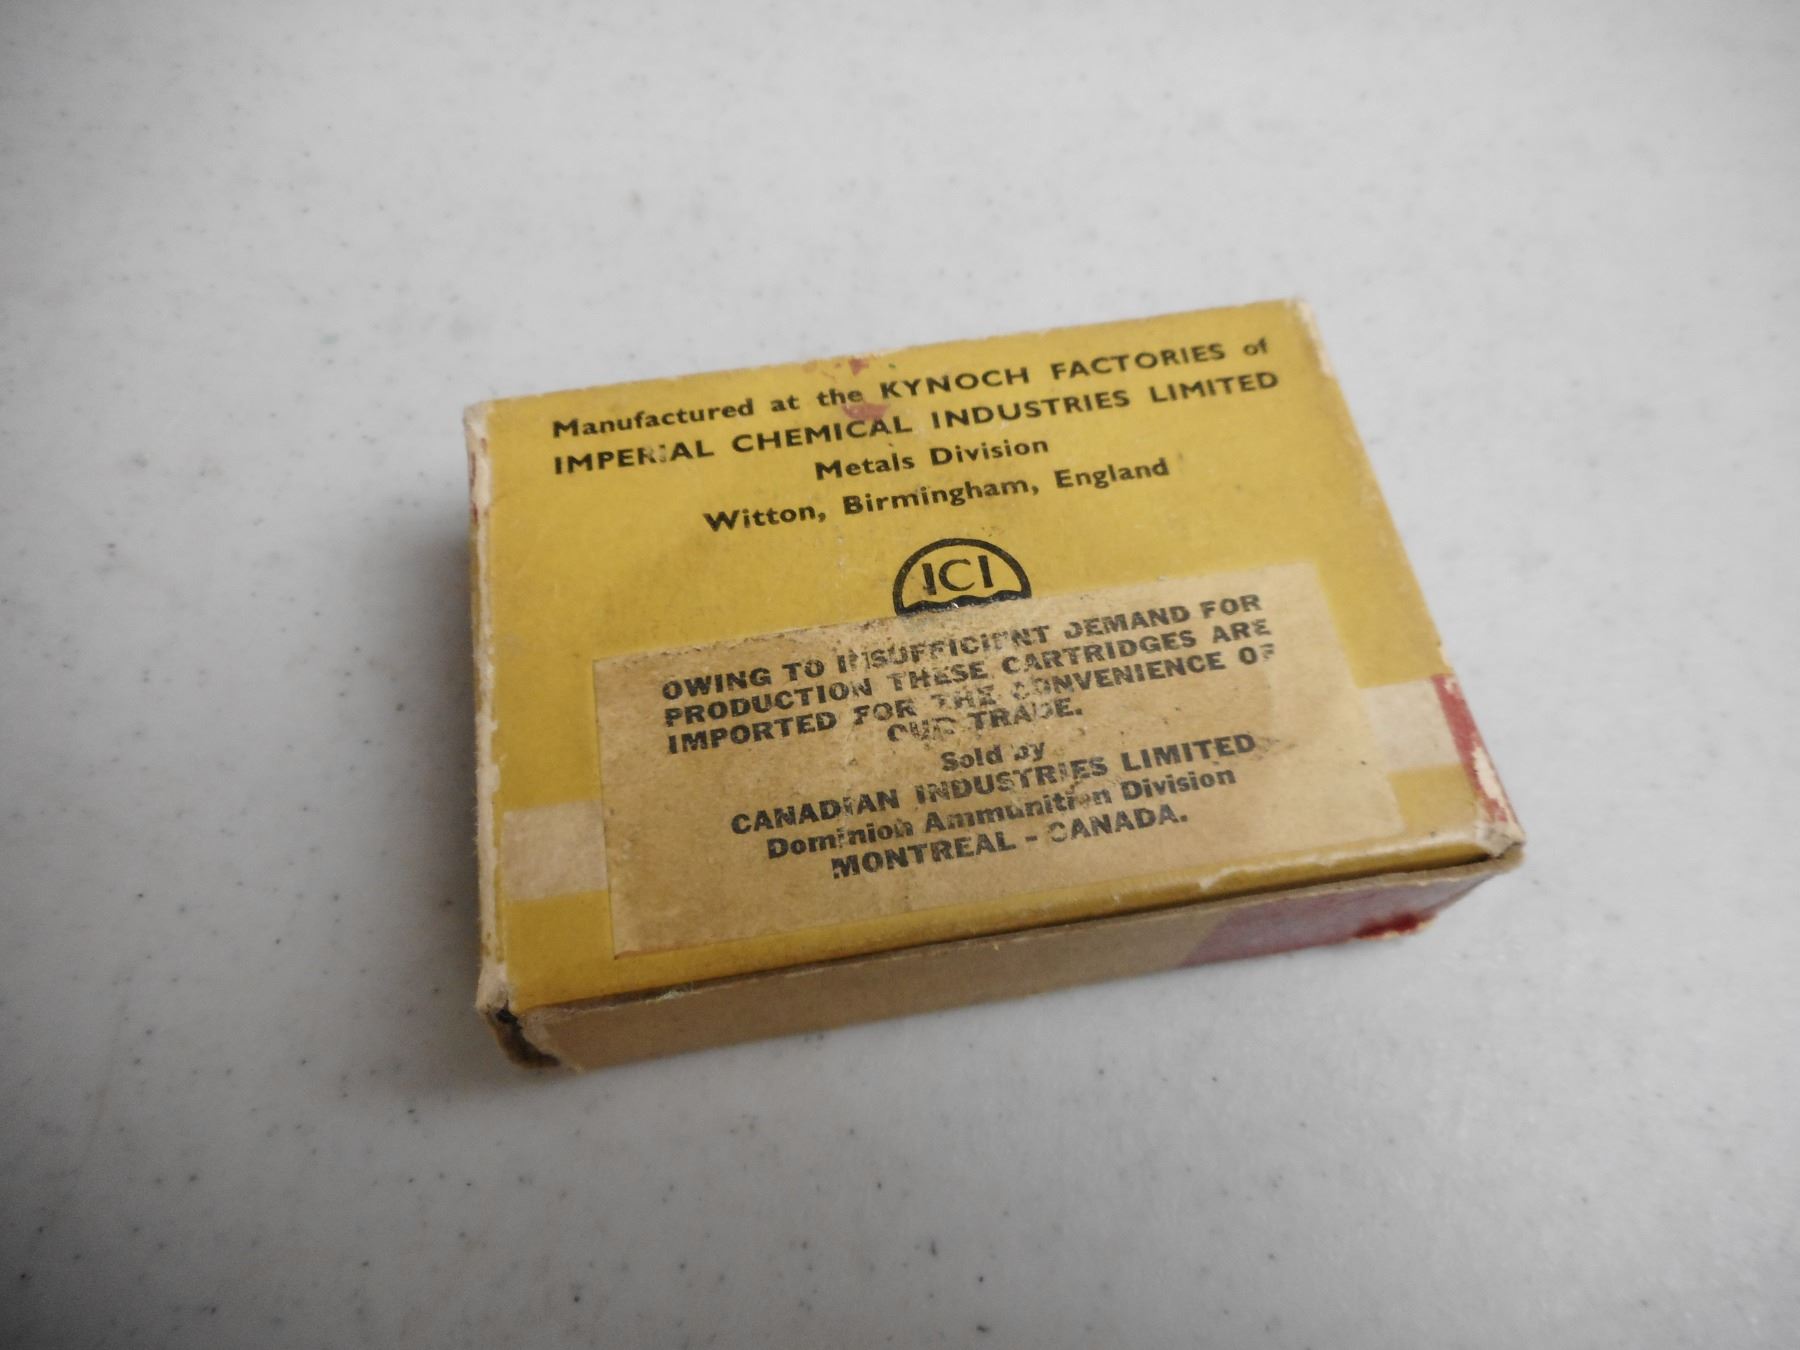 Manufactured at the KYNOCH FACTORIES of
IMPERIAL CHEMICAL INDUSTRIES LIMITED
Metals Division
Witton, Birmingham, England
ICI
OWING TO INSUFFICIENT DEMAND FOR
PRODUCTION THESE CARTRIDGES ARE
IMPORTED FOR THE CONVENIENCE OF
OUR TRADE.
Sold by
CANADIAN INDUSTRIES LIMITED
Dominion Ammunition Division
MONTREAL - CANADA.